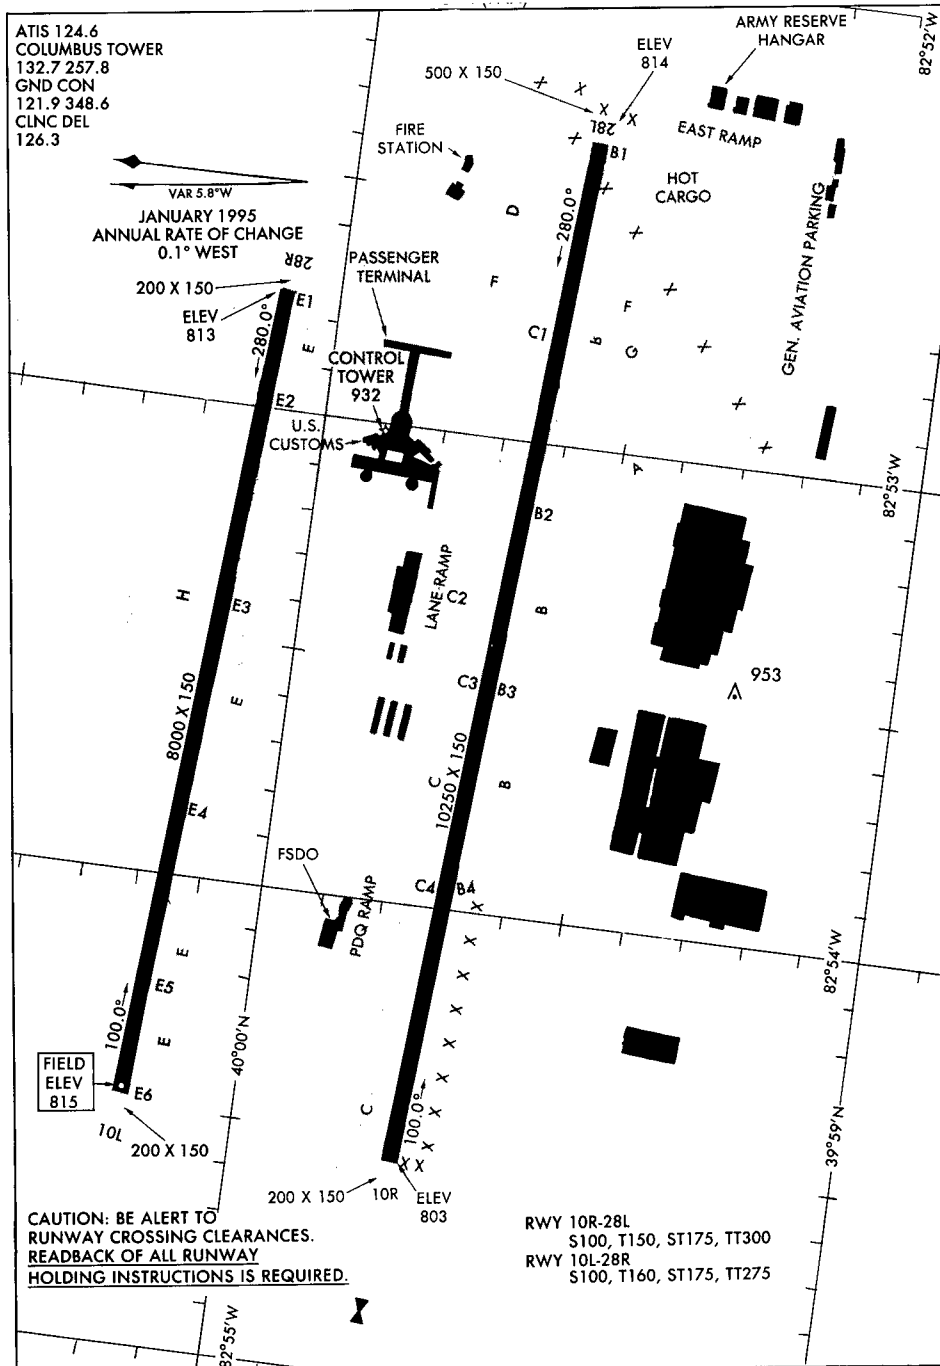 ATIS 124.6
COLUMBUS TOWER
132.7 257.8
GND CON
121.9 348.6
CLNC DEL
126.3
VAR 5.8°W
JANUARY 1995
ANNUAL RATE OF CHANGE
0.1° WEST
82°52'W
ARMY RESERVE
HANGAR
ELEV
814
500 X 150
28L
B1
EAST RAMP
FIRE
STATION
HOT
CARGO
D
280.0°
GEN. AVIATION PARKING
28R
200 X 150
E1
ELEV
813
280.0°
PASSENGER
TERMINAL
F
F
C1
B
G
E
CONTROL
TOWER
932
E2
U.S.
CUSTOMS
A
82°53'W
B2
LANE-RAMP
C2
H
E3
B
C3
B3
953
E
8000 X 150
C
10250 X 150
B
E4
FSDO
C4
B4
PDQ RAMP
82°54'W
E
E5
100.0°
E
40°00'N
FIELD
ELEV
815
E6
10L
200 X 150
C
100.0°
39°59'N
200 X 150
10R
ELEV
803
CAUTION: BE ALERT TO
RUNWAY CROSSING CLEARANCES.
READBACK OF ALL RUNWAY
HOLDING INSTRUCTIONS IS REQUIRED.
RWY 10R-28L
S100, T150, ST175, TT300
RWY 10L-28R
S100, T160, ST175, TT275
82°55'W